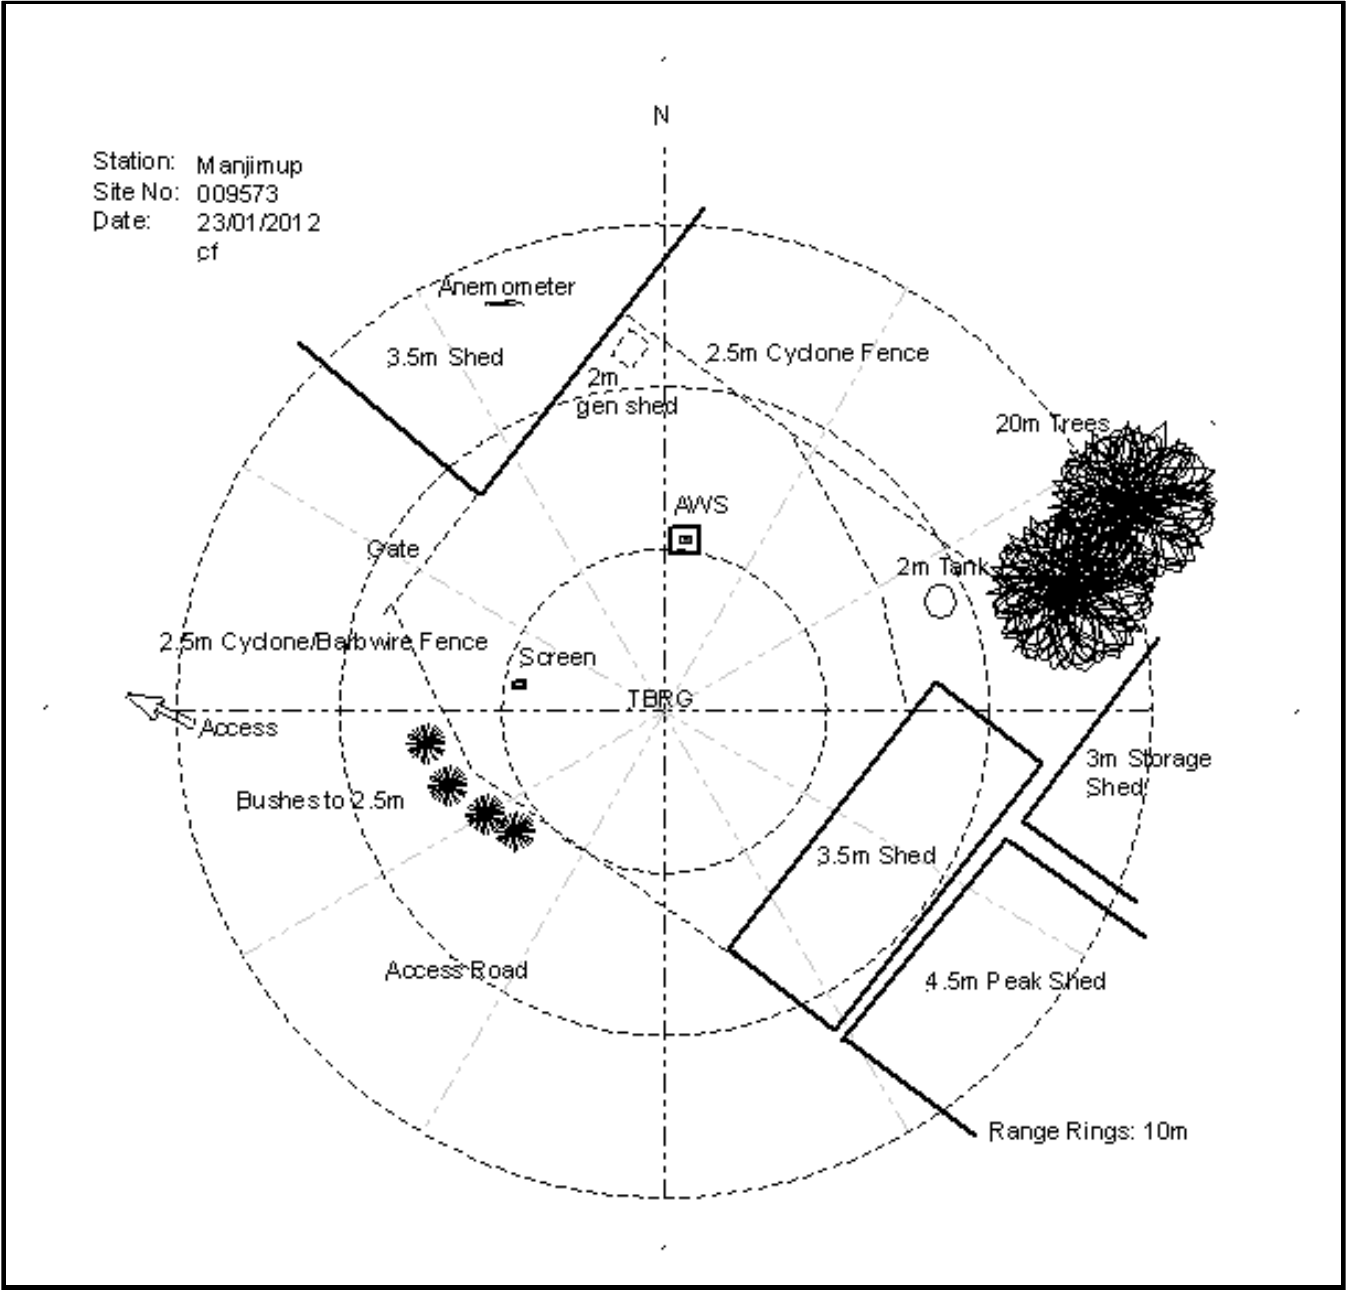 N
Station: Manjimup
Site No: 009573
Date: 23/01/2012
cf
Anemometer
3.5m Shed
2.5m Cyclone Fence
2m
gen shed
20m Trees
AWS
Gate
2m Tank
2.5m Cyclone/Barbwire Fence
Screen
TBRG
Access
3m Storage
Shed
Bushes to 2.5m
3.5m Shed
Access Road
4.5m Peak Shed
Range Rings: 10m